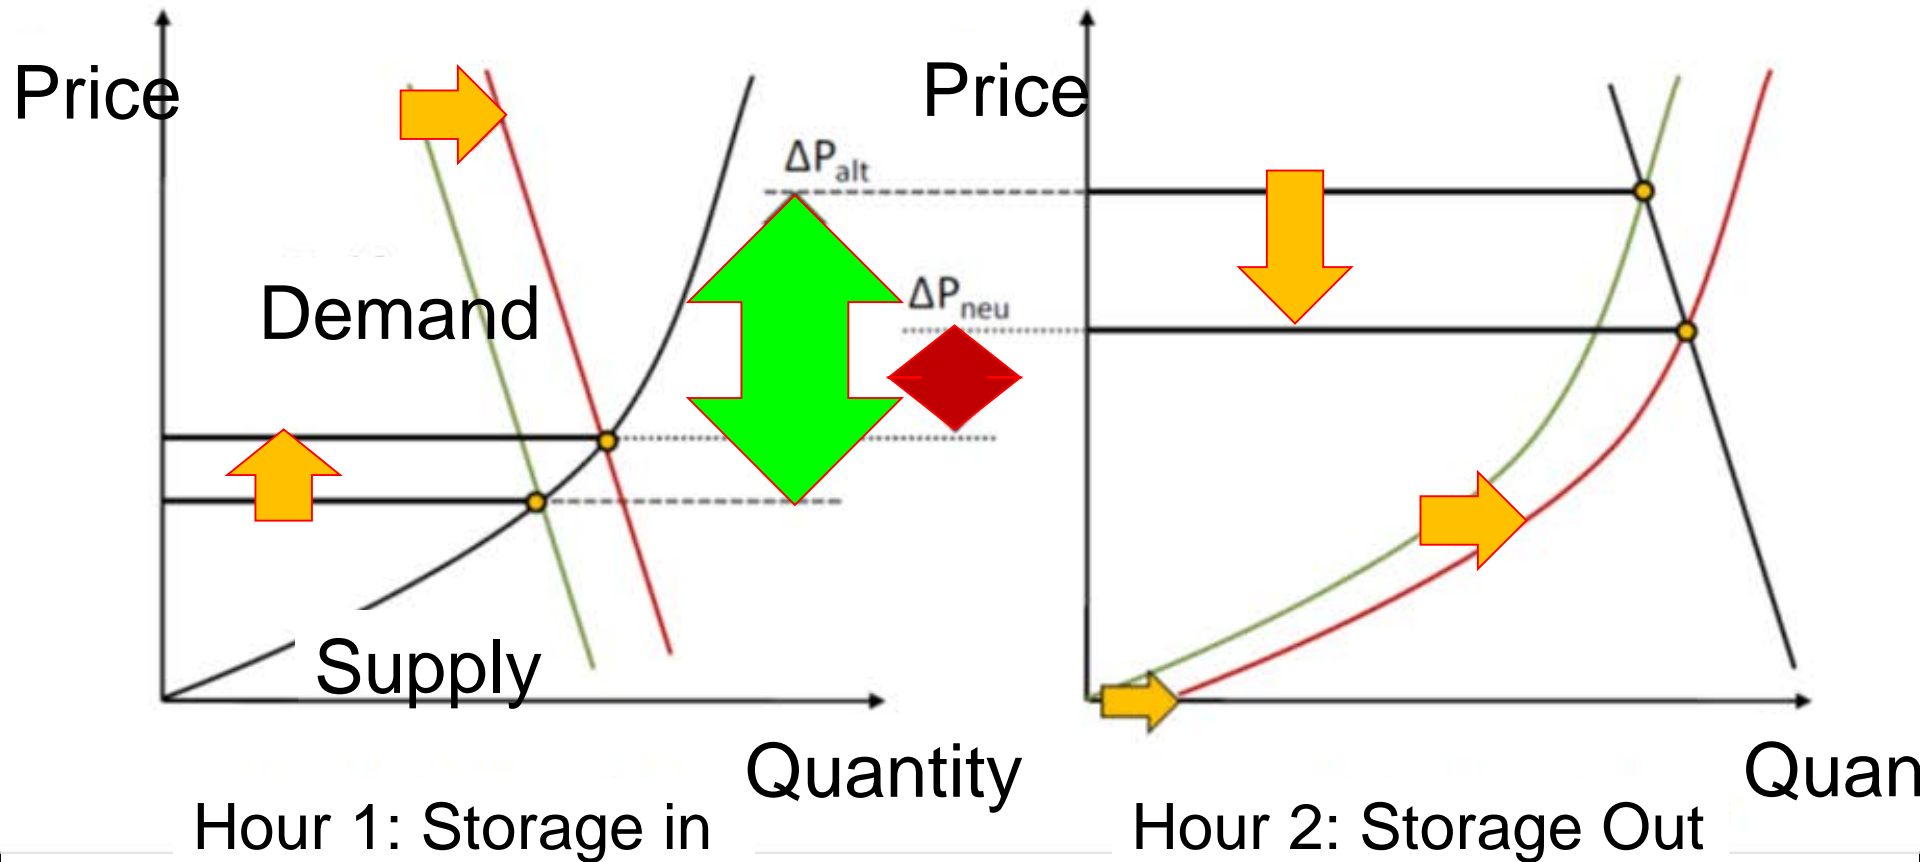 Price
Price
ΔPalt
ΔPneu
Demand
Supply
Quantity
Quan
Hour 1: Storage in
Hour 2: Storage Out